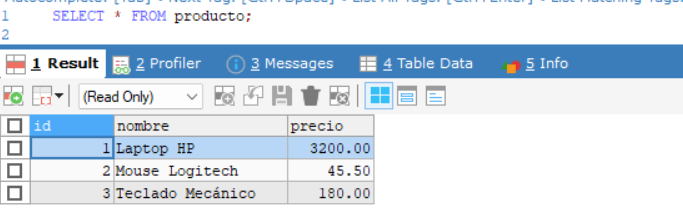 Autocomplete: [Tab] -> Next Tag. [Ctrl+Space] -> List All Tags. [Ctrl+Enter] -> List Matching Tags.
1 SELECT * FROM producto;
2
1 Result 2 Profiler 3 Messages 4 Table Data 5 Info
(Read Only)
id nombre precio
1 Laptop HP 3200.00
2 Mouse Logitech 45.50
3 Teclado Mecánico 180.00